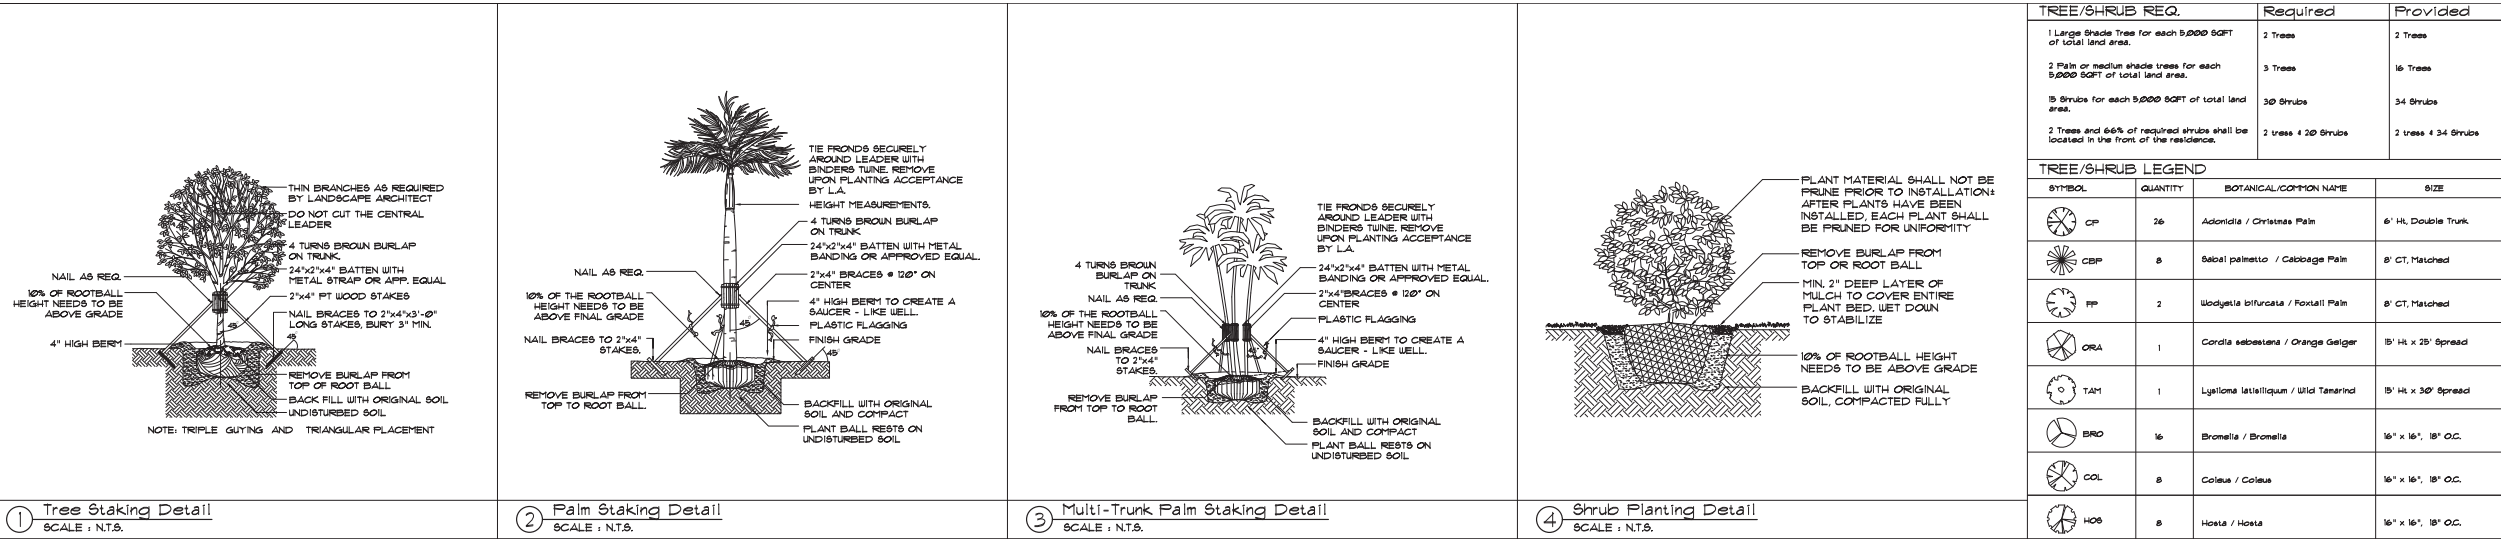 THIN BRANCHES AS REQUIRED
BY LANDSCAPE ARCHITECT
DO NOT CUT THE CENTRAL
LEADER
4 TURNS BROWN BURLAP
ON TRUNK.
24"x2"x4" BATTEN WITH
METAL STRAP OR APP. EQUAL
2"x4" PT WOOD STAKES
NAIL BRACES TO 2"x4"x3'-0"
LONG STAKES, BURY 3" MIN.
NAIL AS REQ.
10% OF ROOTBALL
HEIGHT NEEDS TO BE
ABOVE GRADE
4" HIGH BERM
45
45
REMOVE BURLAP FROM
TOP OF ROOT BALL
BACK FILL WITH ORIGINAL SOIL
UNDISTURBED SOIL
NOTE: TRIPLE GUYING AND TRIANGULAR PLACEMENT
1 Tree Staking Detail
SCALE : N.T.S.
TIE FRONDS SECURELY
AROUND LEADER WITH
BINDERS TWINE. REMOVE
UPON PLANTING ACCEPTANCE
BY L.A.
HEIGHT MEASUREMENTS.
4 TURNS BROWN BURLAP
ON TRUNK
24"x2"x4" BATTEN WITH METAL
BANDING OR APPROVED EQUAL.
2"x4" BRACES @ 120° ON
CENTER
4" HIGH BERM TO CREATE A
SAUCER - LIKE WELL.
PLASTIC FLAGGING
FINISH GRADE
NAIL AS REQ.
10% OF THE ROOTBALL
HEIGHT NEEDS TO BE
ABOVE FINAL GRADE
NAIL BRACES TO 2"x4"
STAKES.
45
45
REMOVE BURLAP FROM
TOP TO ROOT BALL.
BACKFILL WITH ORIGINAL
SOIL AND COMPACT
PLANT BALL RESTS ON
UNDISTURBED SOIL
2 Palm Staking Detail
SCALE : N.T.S.
TIE FRONDS SECURELY
AROUND LEADER WITH
BINDERS TWINE. REMOVE
UPON PLANTING ACCEPTANCE
BY L.A.
4 TURNS BROWN
BURLAP ON
TRUNK
NAIL AS REQ.
10% OF THE ROOTBALL
HEIGHT NEEDS TO BE
ABOVE FINAL GRADE
NAIL BRACES
TO 2"x4"
STAKES.
24"x2"x4" BATTEN WITH METAL
BANDING OR APPROVED EQUAL.
2"x4"BRACES @ 120° ON
CENTER
PLASTIC FLAGGING
4" HIGH BERM TO CREATE A
SAUCER - LIKE WELL.
FINISH GRADE
45
REMOVE BURLAP
FROM TOP TO ROOT
BALL.
BACKFILL WITH ORIGINAL
SOIL AND COMPACT
PLANT BALL RESTS ON
UNDISTURBED SOIL
3 Multi-Trunk Palm Staking Detail
SCALE : N.T.S.
PLANT MATERIAL SHALL NOT BE
PRUNE PRIOR TO INSTALLATION±
AFTER PLANTS HAVE BEEN
INSTALLED, EACH PLANT SHALL
BE PRUNED FOR UNIFORMITY
REMOVE BURLAP FROM
TOP OR ROOT BALL
MIN. 2" DEEP LAYER OF
MULCH TO COVER ENTIRE
PLANT BED. WET DOWN
TO STABILIZE
10% OF ROOTBALL HEIGHT
NEEDS TO BE ABOVE GRADE
BACKFILL WITH ORIGINAL
SOIL, COMPACTED FULLY
4 Shrub Planting Detail
SCALE : N.T.S.
TREE/SHRUB REQ. Required Provided
1 Large Shade Tree for each 5,000 SQFT
of total land area. 2 Trees 2 Trees
2 Palm or medium shade trees for each
5,000 SQFT of total land area. 3 Trees 16 Trees
15 Shrubs for each 5,000 SQFT of total land
area. 30 Shrubs 34 Shrubs
2 Trees and 66% of required shrubs shall be
located in the front of the residence. 2 tress & 20 Shrubs 2 tress & 34 Shrubs
TREE/SHRUB LEGEND
SYMBOL QUANTITY BOTANICAL/COMMON NAME SIZE
CP 26 Adonidia / Christmas Palm 6' Ht, Double Trunk
CBP 8 Sabal palmetto / Cabbage Palm 8' CT, Matched
FP 2 Wodyetia bifurcata / Foxtail Palm 8' CT, Matched
ORA 1 Cordia sebestena / Orange Geiger 15' Ht x 25' Spread
TAM 1 Lysiloma latisiliquum / Wild Tamarind 15' Ht x 30' Spread
BRO 16 Bromelia / Bromelia 16" x 16", 18" O.C.
COL 8 Coleus / Coleus 16" x 16", 18" O.C.
HOS 8 Hosta / Hosta 16" x 16", 18" O.C.